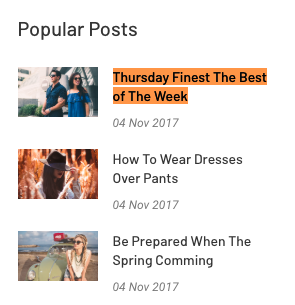 Popular Posts
Thursday Finest The Best
of The Week
04 Nov 2017
How To Wear Dresses
Over Pants
04 Nov 2017
Be Prepared When The
Spring Comming
04 Nov 2017